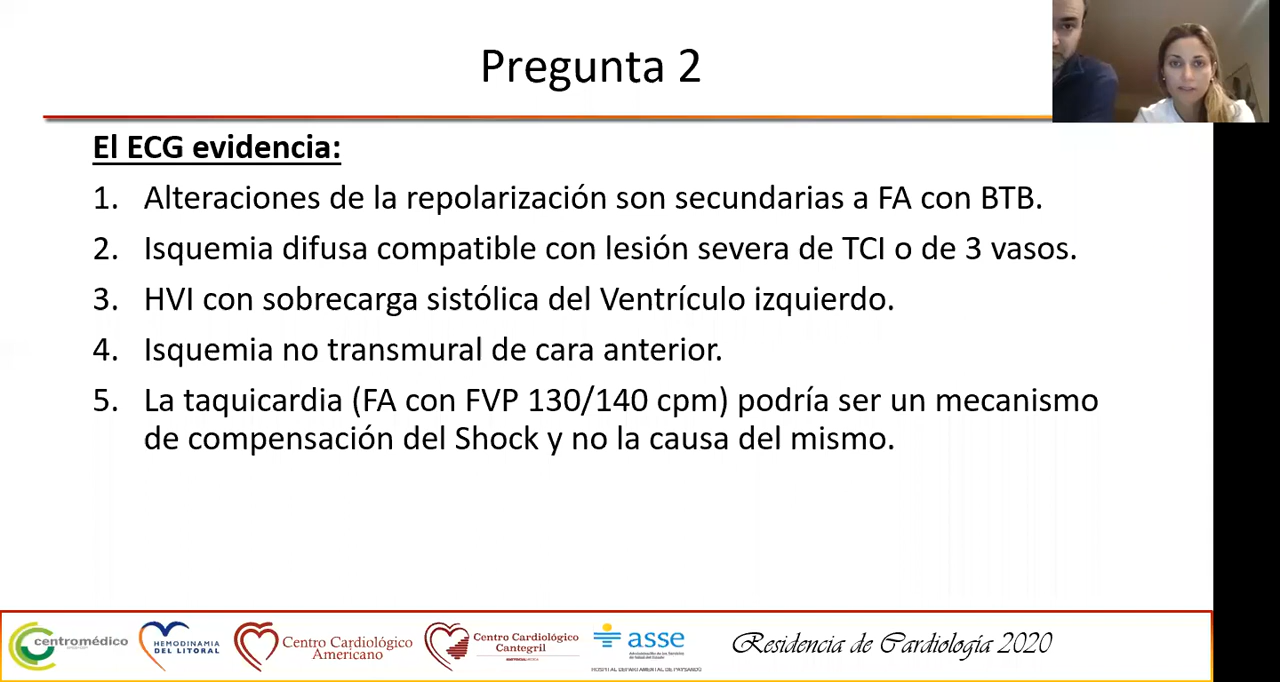 Pregunta 2
El ECG evidencia:
1. Alteraciones de la repolarización son secundarias a FA con BTB.
2. Isquemia difusa compatible con lesión severa de TCI o de 3 vasos.
3. HVI con sobrecarga sistólica del Ventrículo izquierdo.
4. Isquemia no transmural de cara anterior.
5. La taquicardia (FA con FVP 130/140 cpm) podría ser un mecanismo
de compensación del Shock y no la causa del mismo.
centromédico
HEMODINAMIA
DEL LITORAL
Centro Cardiológico
Americano
Centro Cardiológico
Cantegril
asse
HOSPITAL DEPARTAMENTAL DE PAYSANDÚ
Residencia de Cardiología 2020